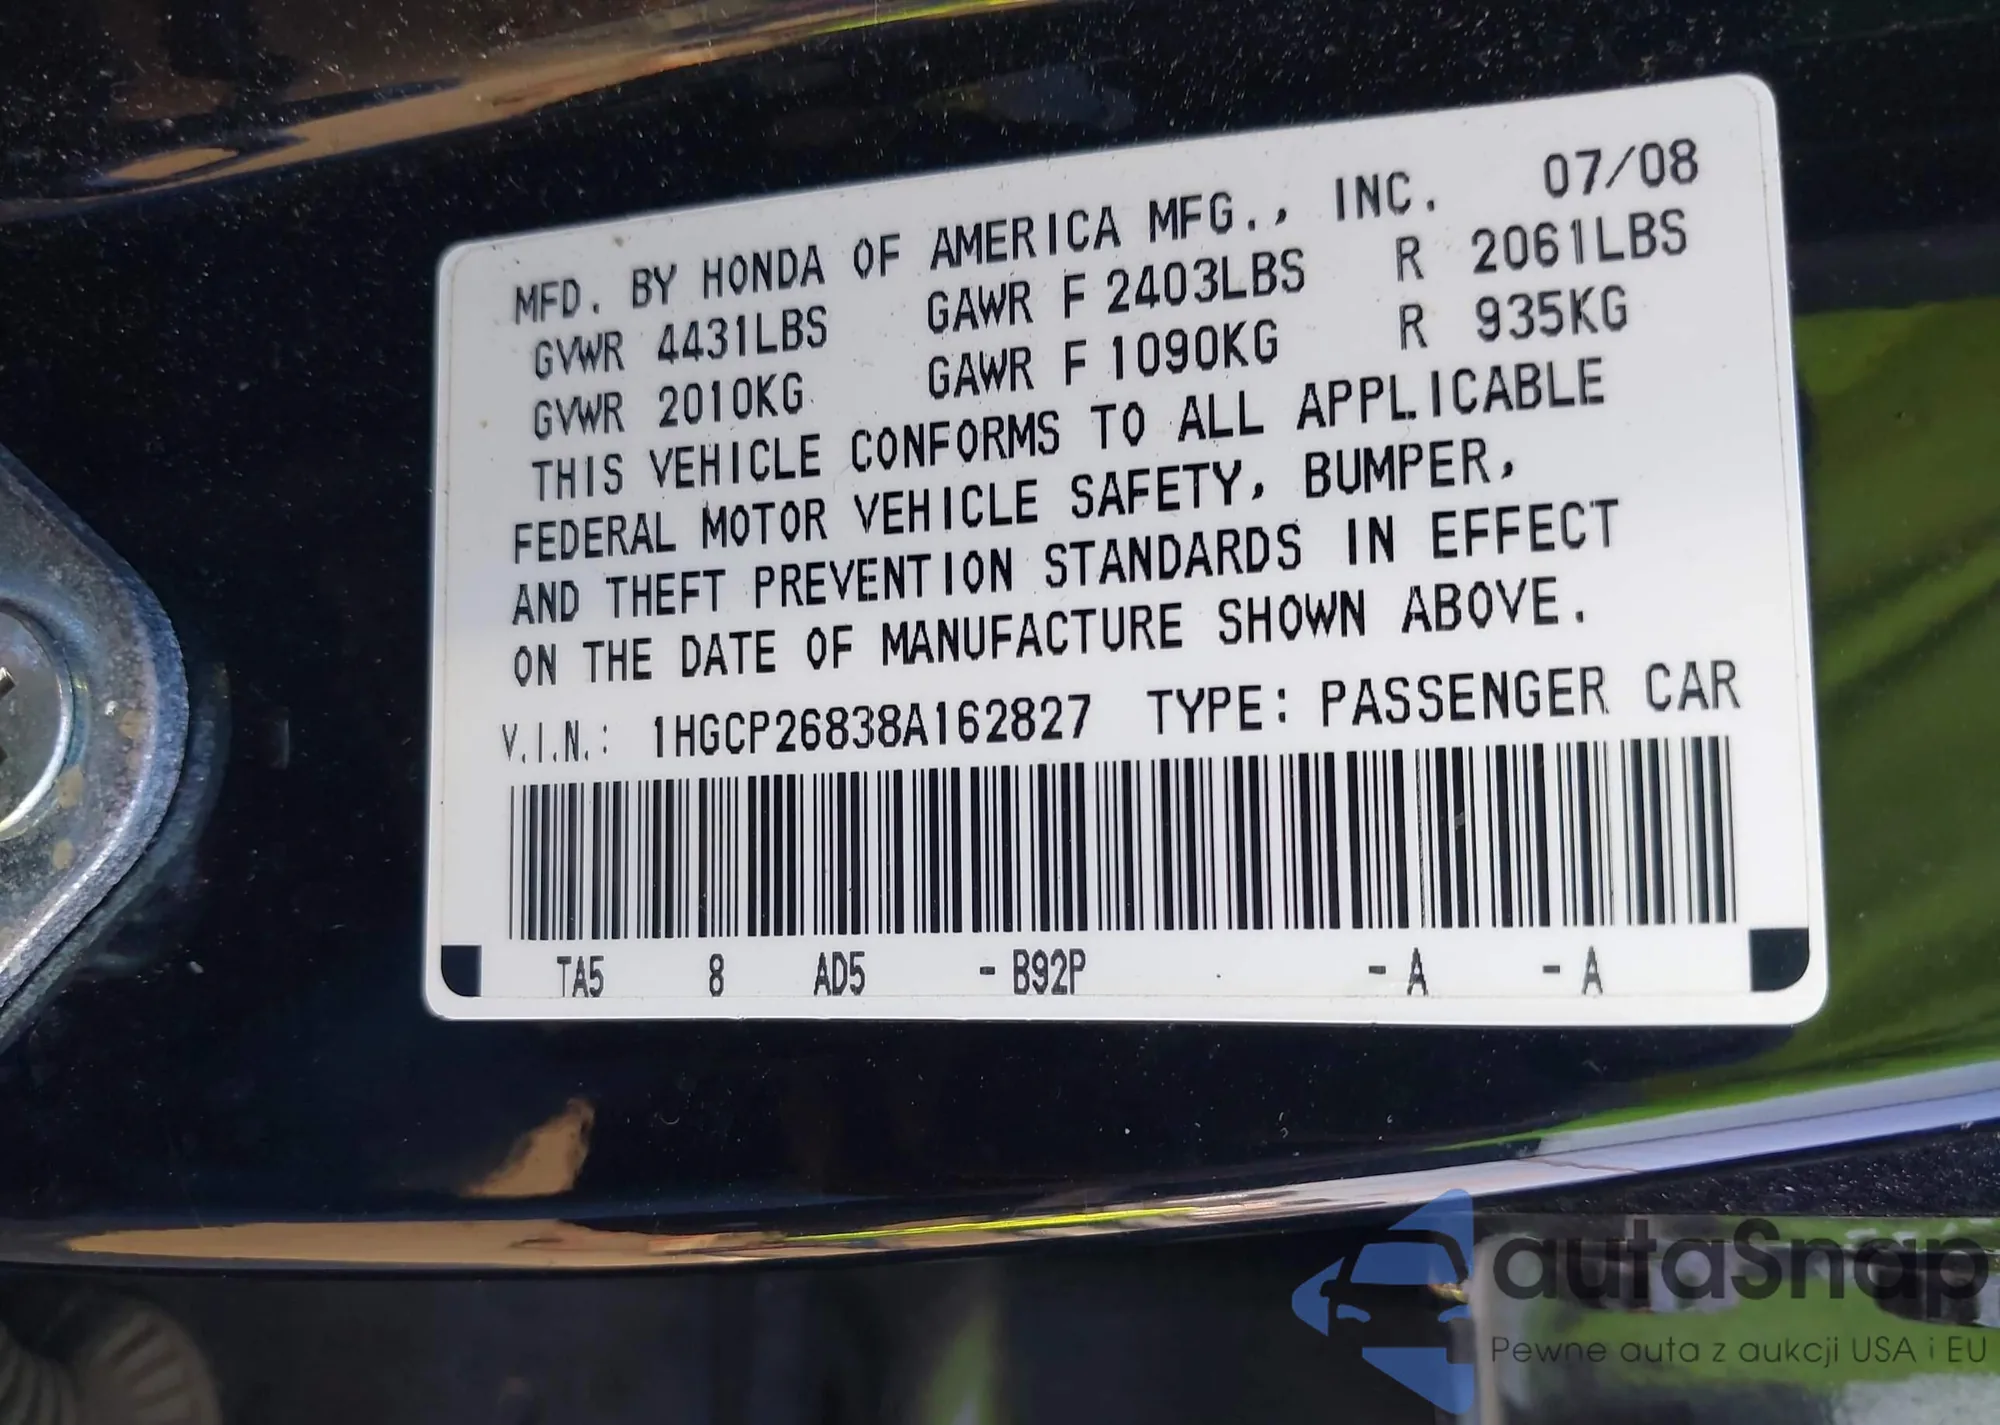 MFD. BY HONDA OF AMERICA MFG., INC. 07/08
GVWR 4431LBS GAWR F 2403LBS R 2061LBS
GVWR 2010KG GAWR F 1090KG R 935KG
THIS VEHICLE CONFORMS TO ALL APPLICABLE
FEDERAL MOTOR VEHICLE SAFETY, BUMPER,
AND THEFT PREVENTION STANDARDS IN EFFECT
ON THE DATE OF MANUFACTURE SHOWN ABOVE.
V.I.N.: 1HGCP26838A162827 TYPE: PASSENGER CAR
TA5 8 AD5 - B92P - A - A
autaSnap
Pewne auta z aukcji USA i EU